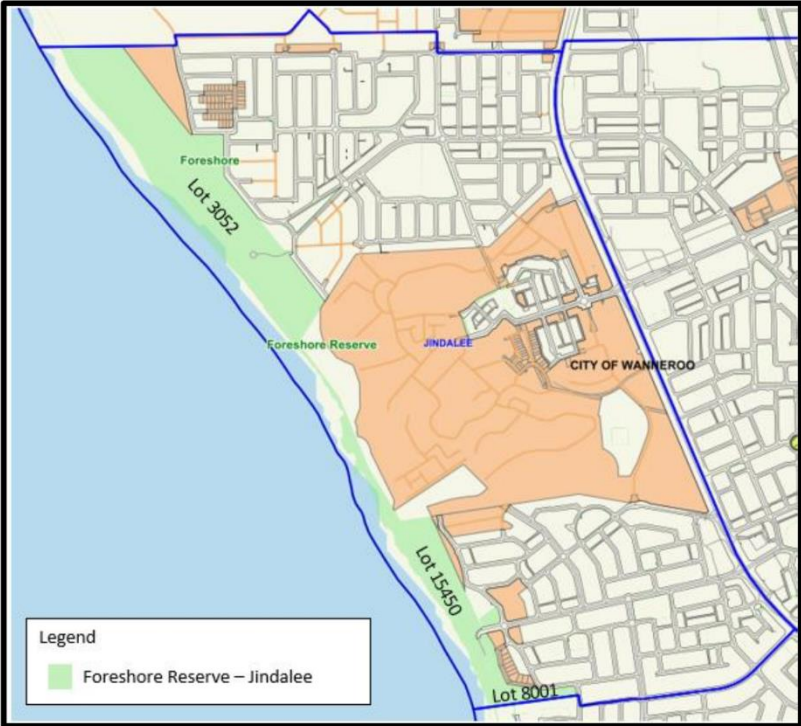 Foreshore
Lot 3052
Foreshore Reserve
JINDALEE
CITY OF WANNEROO
Lot 15450
Lot 8001
Legend
Foreshore Reserve – Jindalee